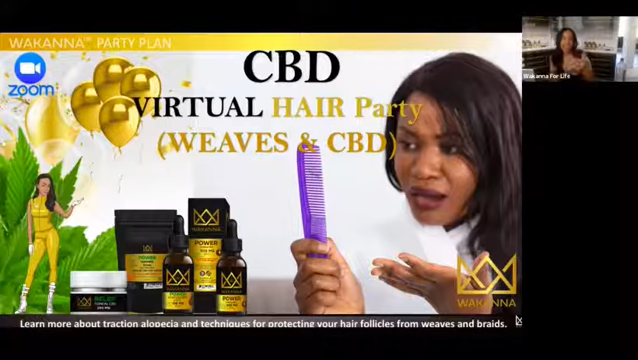 WAKANNA™ PARTY PLAN
zoom
CBD
VIRTUAL HAIR Party
(WEAVES & CBD)
Wakanna For Life
WAKANNA
POWER
POWER
RELIEF
WAKANNA
Learn more about traction alopecia and techniques for protecting your hair follicles from weaves and braids.